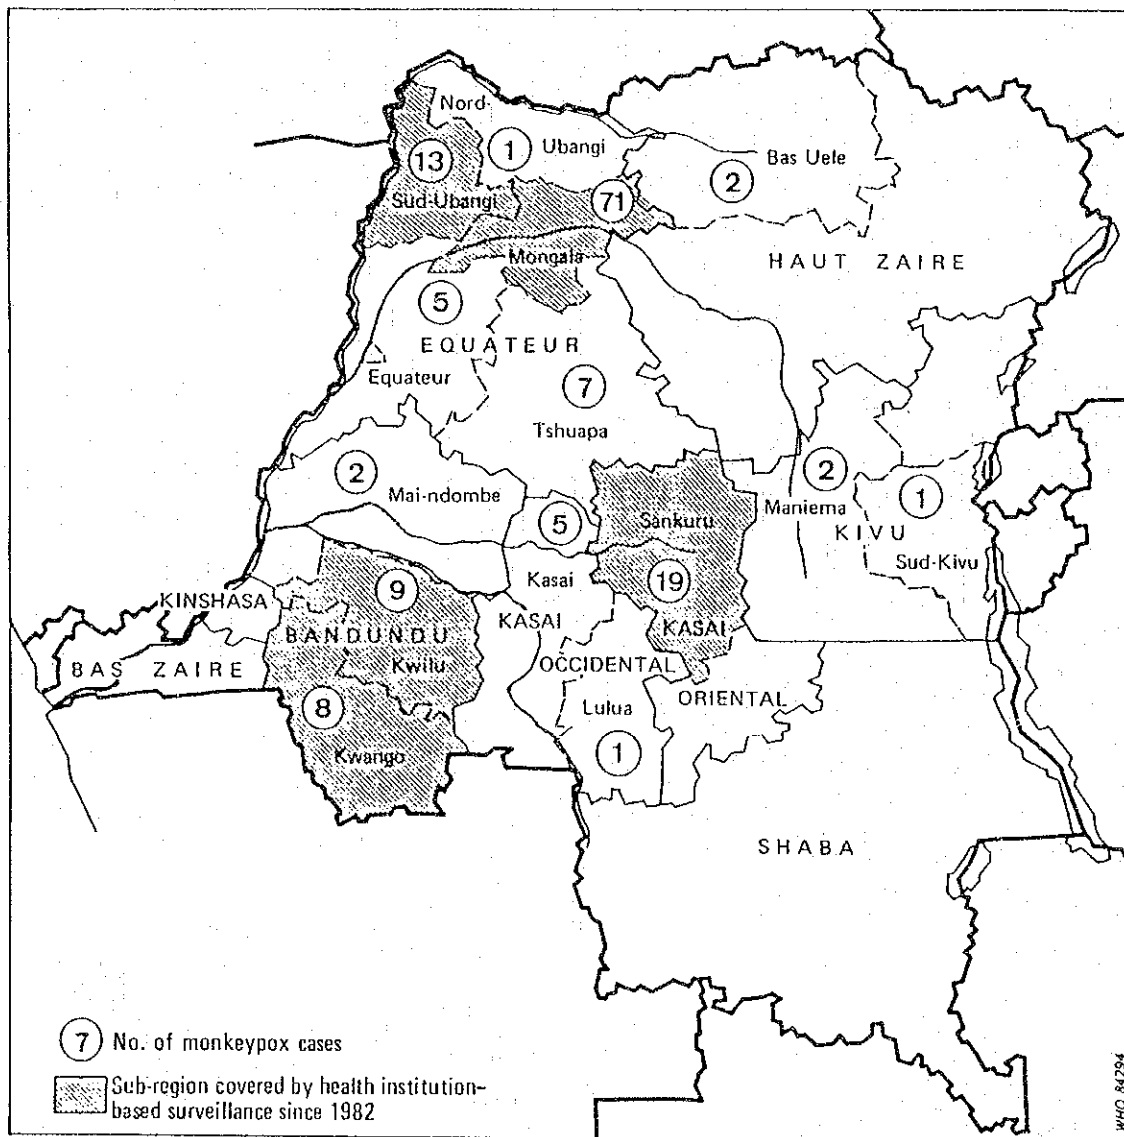 Nord-
1
Ubangi
13
Bas Uele
2
71
Sud-Ubangi
Mongala
HAUT ZAIRE
5
EQUATEUR
Equateur
7
Tshuapa
2
Mai-ndombe
5
Sankuru
Maniema
2
1
KIVU
Sud-Kivu
9
Kasai
19
KINSHASA
BANDUNDU
KASAI
KASAI
BAS ZAIRE
Kwilu
OCCIDENTAL
ORIENTAL
8
Lulua
Kwango
1
SHABA
7 No. of monkeypox cases
Sub-region covered by health institution-
based surveillance since 1982
WHO 84294